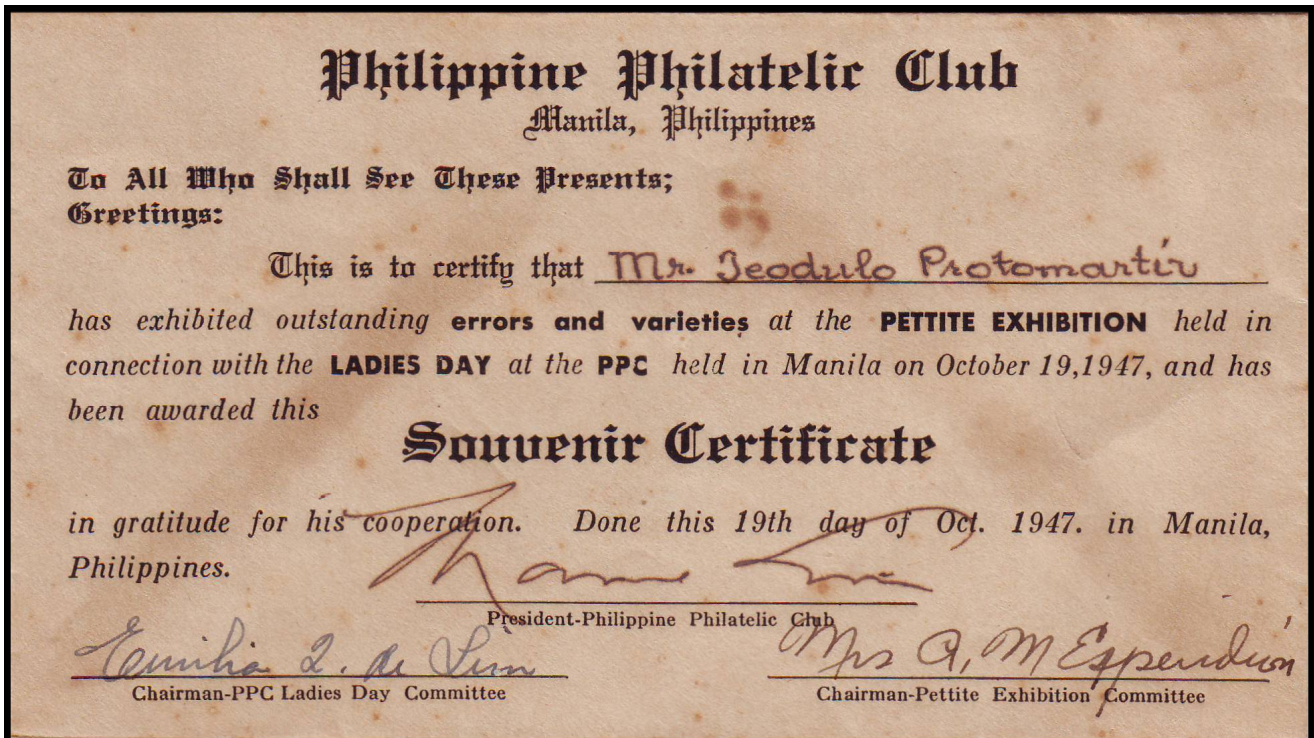 Philippine Philatelic Club
Manila, Philippines
To All Who Shall See These Presents;
Greetings:
This is to certify that Mr. Teodulo Protomartir
has exhibited outstanding errors and varieties at the PETTITE EXHIBITION held in
connection with the LADIES DAY at the PPC held in Manila on October 19,1947, and has
been awarded this
Souvenir Certificate
in gratitude for his cooperation. Done this 19th day of Oct. 1947. in Manila,
Philippines.
President-Philippine Philatelic Club
Emilia Q. de Lim
Chairman-PPC Ladies Day Committee
Mrs A. M
Chairman-Pettite Exhibition Committee